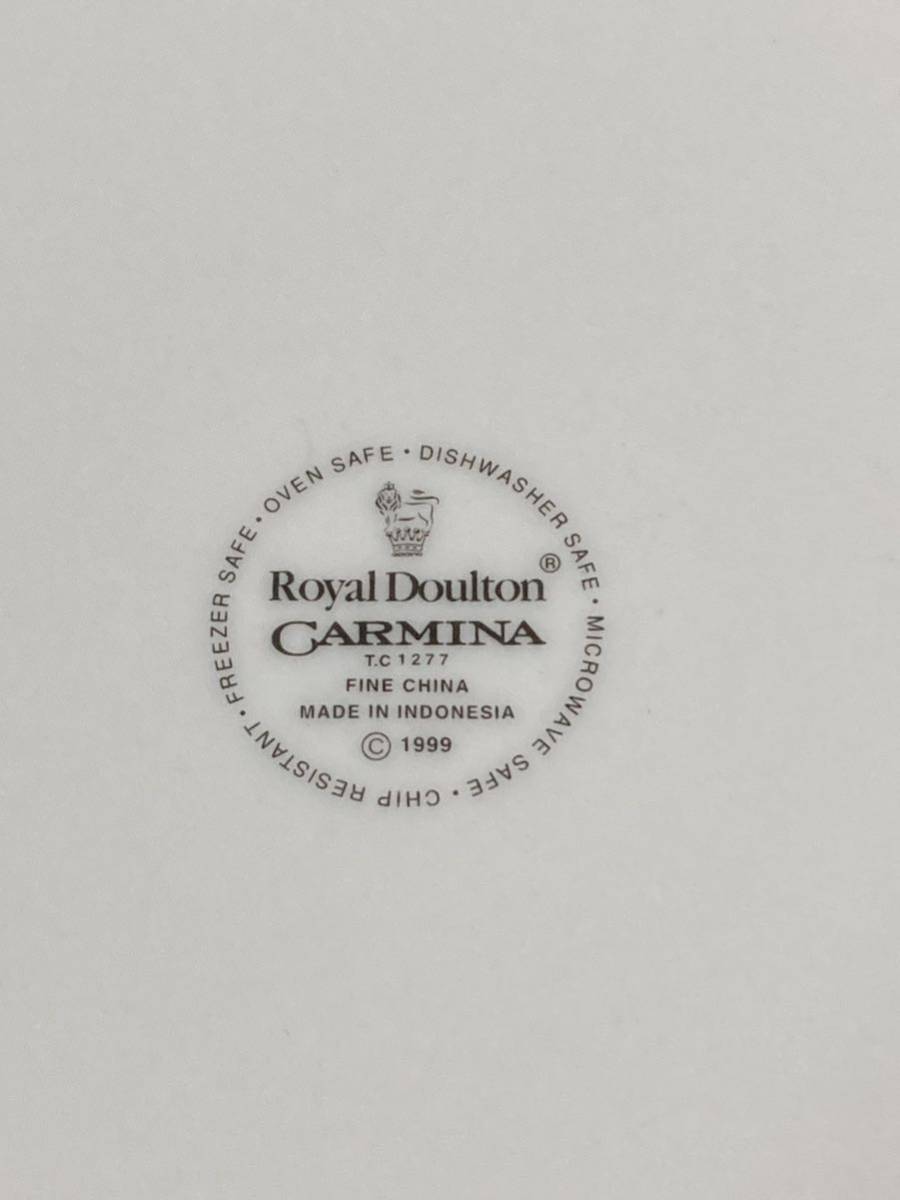 FREEZER SAFE · OVEN SAFE · DISHWASHER SAFE · MICROWAVE SAFE · CHIP RESISTANT ·
Royal Doulton ®
CARMINA
T.C 1277
FINE CHINA
MADE IN INDONESIA
© 1999